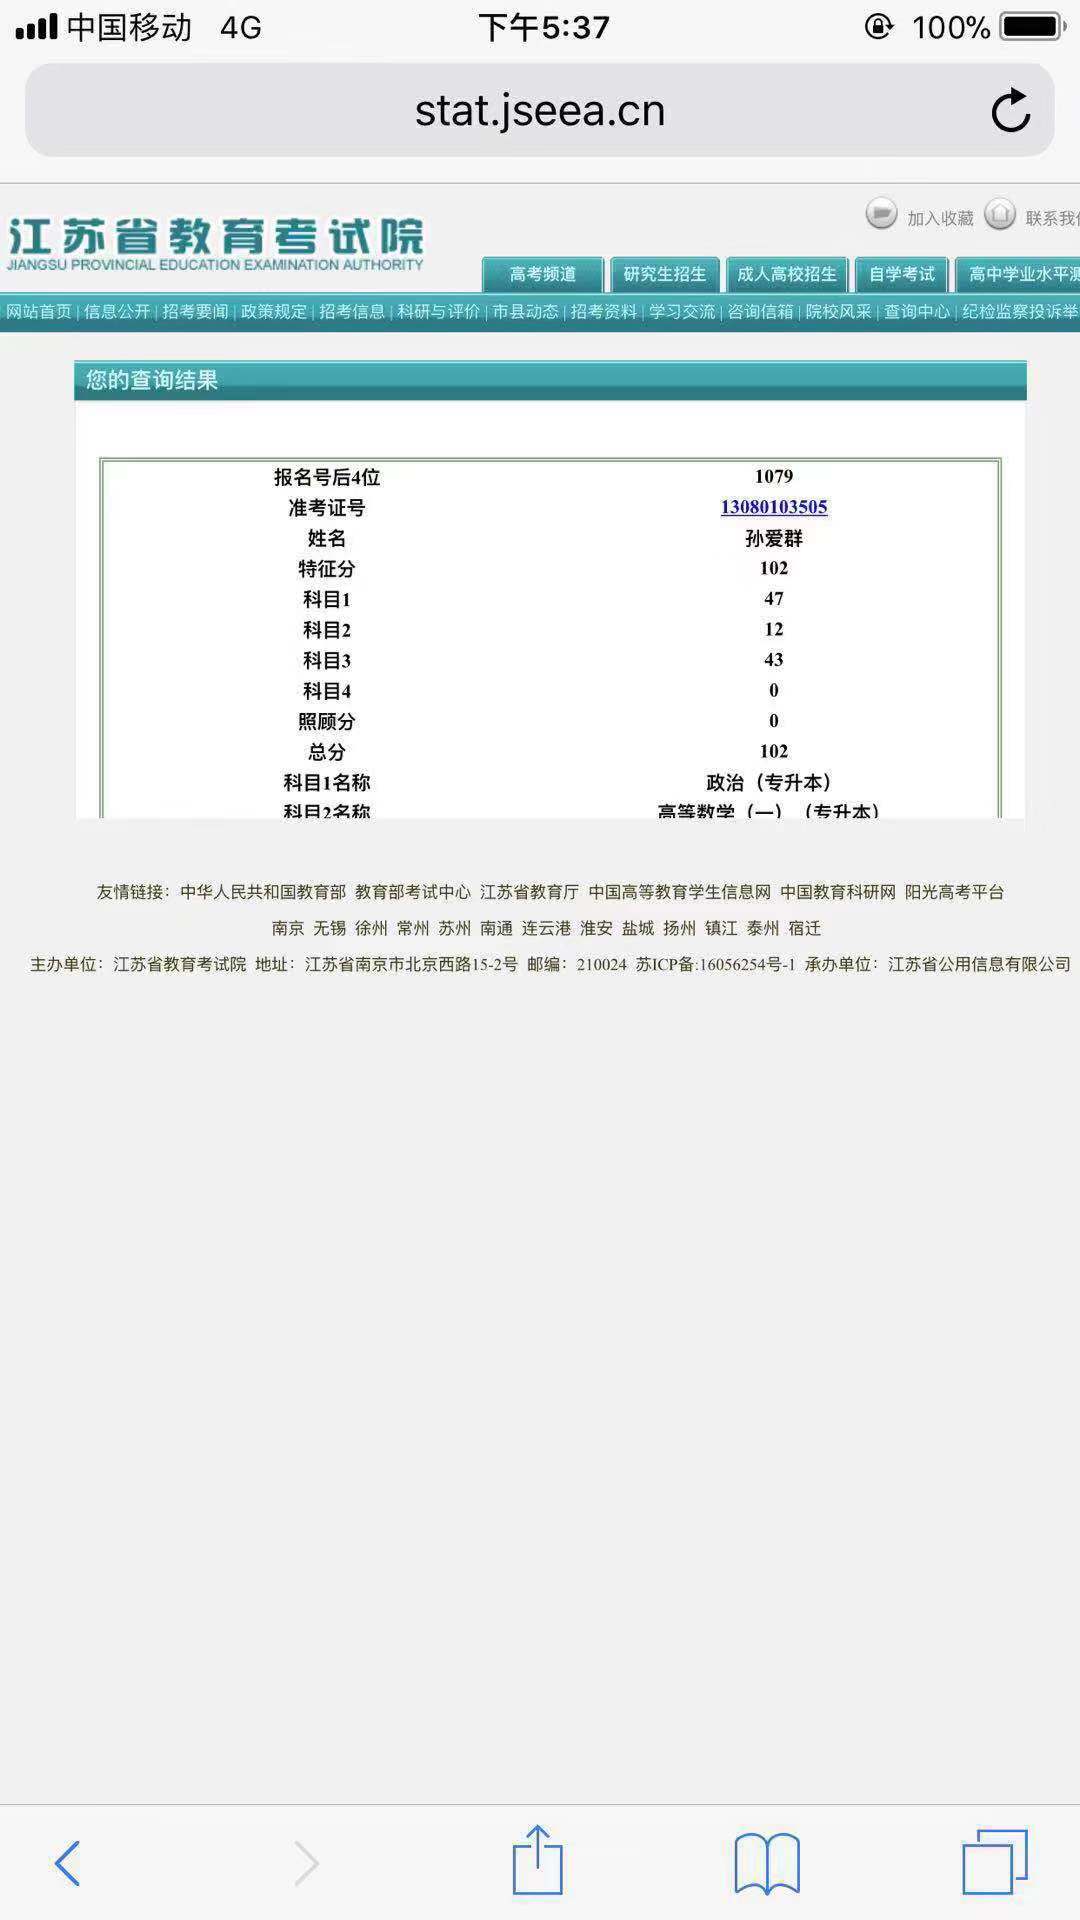 中国移动 4G 下午5:37 100%
stat.jseea.cn
加入收藏 联系我
江苏省教育考试院
JIANGSU PROVINCIAL EDUCATION EXAMINATION AUTHORITY
高考频道 研究生招生 成人高校招生 自学考试 高中学业水平测
网站首页 | 信息公开 | 招考要闻 | 政策规定 | 招考信息 | 科研与评价 | 市县动态 | 招考资料 | 学习交流 | 咨询信箱 | 院校风采 | 查询中心 | 纪检监察投诉举
您的查询结果
报名号后4位 1079
准考证号 13080103505
姓名 孙爱群
特征分 102
科目1 47
科目2 12
科目3 43
科目4 0
照顾分 0
总分 102
科目1名称 政治（专升本）
科目2名称 高等数学（一）（专升本）
友情链接：中华人民共和国教育部 教育部考试中心 江苏省教育厅 中国高等教育学生信息网 中国教育科研网 阳光高考平台
南京 无锡 徐州 常州 苏州 南通 连云港 淮安 盐城 扬州 镇江 泰州 宿迁
主办单位：江苏省教育考试院 地址：江苏省南京市北京西路15-2号 邮编：210024 苏ICP备:16056254号-1 承办单位：江苏省公用信息有限公司